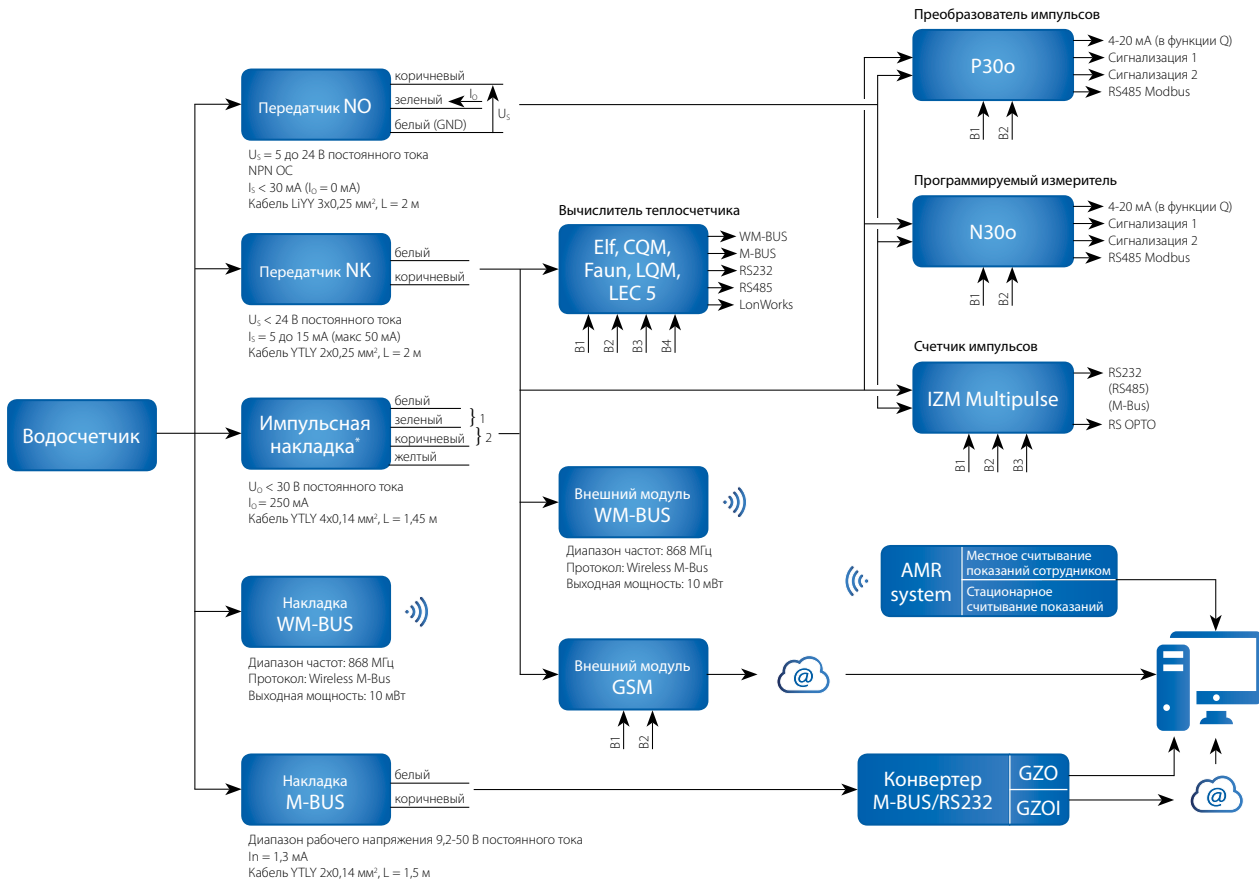 Водосчетчик
Передатчик NO
коричневый
зеленый
I₀
белый (GND)
Uₛ
Uₛ = 5 до 24 В постоянного тока
NPN OC
Iₛ < 30 мА (I₀ = 0 мА)
Кабель LiYY 3x0,25 мм², L = 2 м
Передатчик NK
белый
коричневый
Uₛ < 24 В постоянного тока
Iₛ = 5 до 15 мА (макс 50 мА)
Кабель YTLY 2x0,25 мм², L = 2 м
Импульсная
накладка*
белый
зеленый
коричневый
желтый
} 1
} 2
U₀ < 30 В постоянного тока
I₀ = 250 мА
Кабель YTLY 4x0,14 мм², L = 1,45 м
Накладка
WM-BUS
Диапазон частот: 868 МГц
Протокол: Wireless M-Bus
Выходная мощность: 10 мВт
Накладка
M-BUS
белый
коричневый
Диапазон рабочего напряжения 9,2-50 В постоянного тока
In = 1,3 мА
Кабель YTLY 2x0,14 мм², L = 1,5 м
Вычислитель теплосчетчика
Elf, CQM,
Faun, LQM,
LEC 5
WM-BUS
M-BUS
RS232
RS485
LonWorks
B1
B2
B3
B4
Внешний модуль
WM-BUS
Диапазон частот: 868 МГц
Протокол: Wireless M-Bus
Выходная мощность: 10 мВт
Внешний модуль
GSM
B1
B2
@
Преобразователь импульсов
P30o
4-20 мА (в функции Q)
Сигнализация 1
Сигнализация 2
RS485 Modbus
B1
B2
Программируемый измеритель
N30o
4-20 мА (в функции Q)
Сигнализация 1
Сигнализация 2
RS485 Modbus
B1
B2
Счетчик импульсов
IZM Multipulse
RS232
(RS485)
(M-Bus)
RS OPTO
B1
B2
B3
AMR
system
Местное считывание
показаний сотрудником
Стационарное
считывание показаний
Конвертер
M-BUS/RS232
GZO
GZOI
@